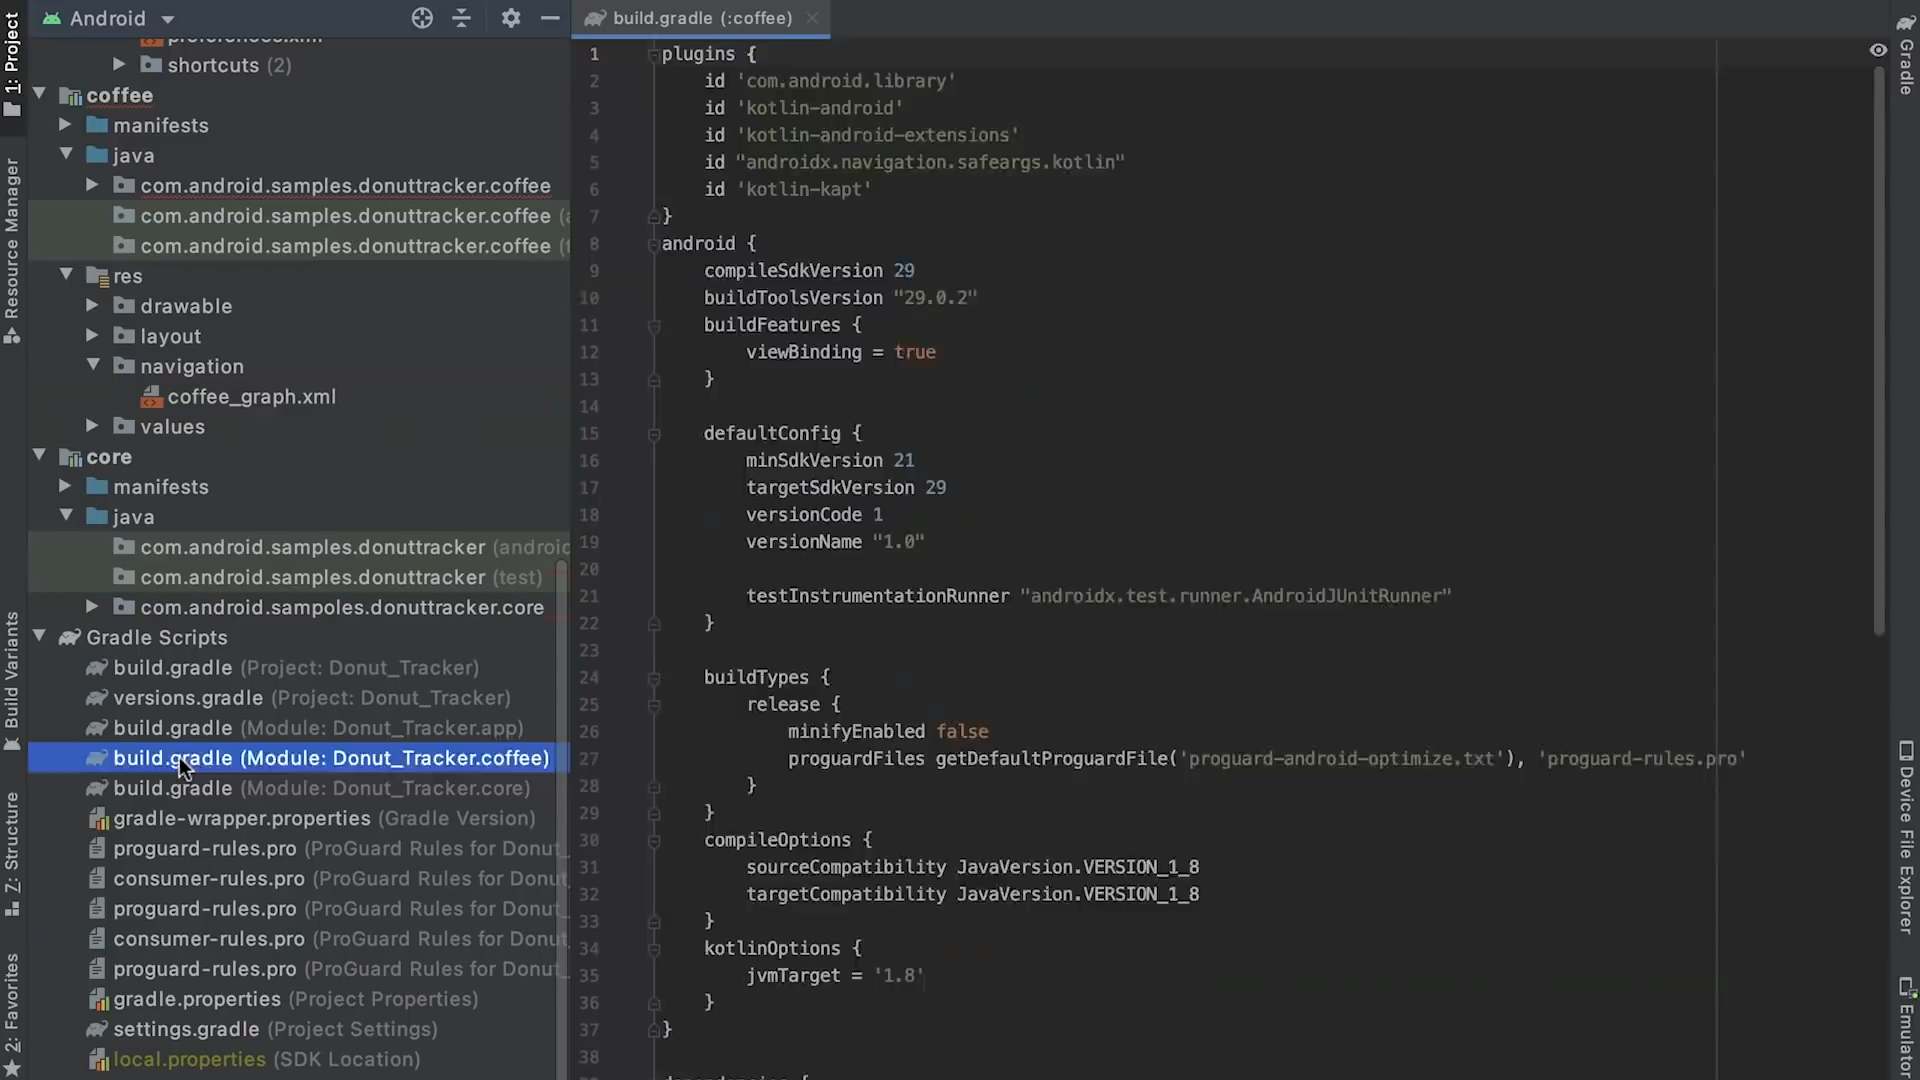 Android
build.gradle (:coffee)
1: Project
Resource Manager
Build Variants
Z: Structure
2: Favorites
shortcuts (2)
coffee
manifests
java
com.android.samples.donuttracker.coffee
com.android.samples.donuttracker.coffee
com.android.samples.donuttracker.coffee
res
drawable
layout
navigation
coffee_graph.xml
values
core
manifests
java
com.android.samples.donuttracker
com.android.samples.donuttracker (test)
com.android.sampoles.donuttracker.core
Gradle Scripts
build.gradle (Project: Donut_Tracker)
versions.gradle (Project: Donut_Tracker)
build.gradle (Module: Donut_Tracker.app)
build.gradle (Module: Donut_Tracker.coffee)
build.gradle (Module: Donut_Tracker.core)
gradle-wrapper.properties (Gradle Version)
proguard-rules.pro (ProGuard Rules for Donut_
consumer-rules.pro (ProGuard Rules for Donut
proguard-rules.pro (ProGuard Rules for Donut_
consumer-rules.pro (ProGuard Rules for Donut
proguard-rules.pro (ProGuard Rules for Donut_
gradle.properties (Project Properties)
settings.gradle (Project Settings)
local.properties (SDK Location)
1 plugins {
2 id 'com.android.library'
3 id 'kotlin-android'
4 id 'kotlin-android-extensions'
5 id "androidx.navigation.safeargs.kotlin"
6 id 'kotlin-kapt'
7 }
8 android {
9 compileSdkVersion 29
10 buildToolsVersion "29.0.2"
11 buildFeatures {
12 viewBinding = true
13 }
14
15 defaultConfig {
16 minSdkVersion 21
17 targetSdkVersion 29
18 versionCode 1
19 versionName "1.0"
20
21 testInstrumentationRunner "androidx.test.runner.AndroidJUnitRunner"
22 }
23
24 buildTypes {
25 release {
26 minifyEnabled false
27 proguardFiles getDefaultProguardFile('proguard-android-optimize.txt'), 'proguard-rules.pro'
28 }
29 }
30 compileOptions {
31 sourceCompatibility JavaVersion.VERSION_1_8
32 targetCompatibility JavaVersion.VERSION_1_8
33 }
34 kotlinOptions {
35 jvmTarget = '1.8'
36 }
37 }
38
Gradle
Device File Explorer
Emulator